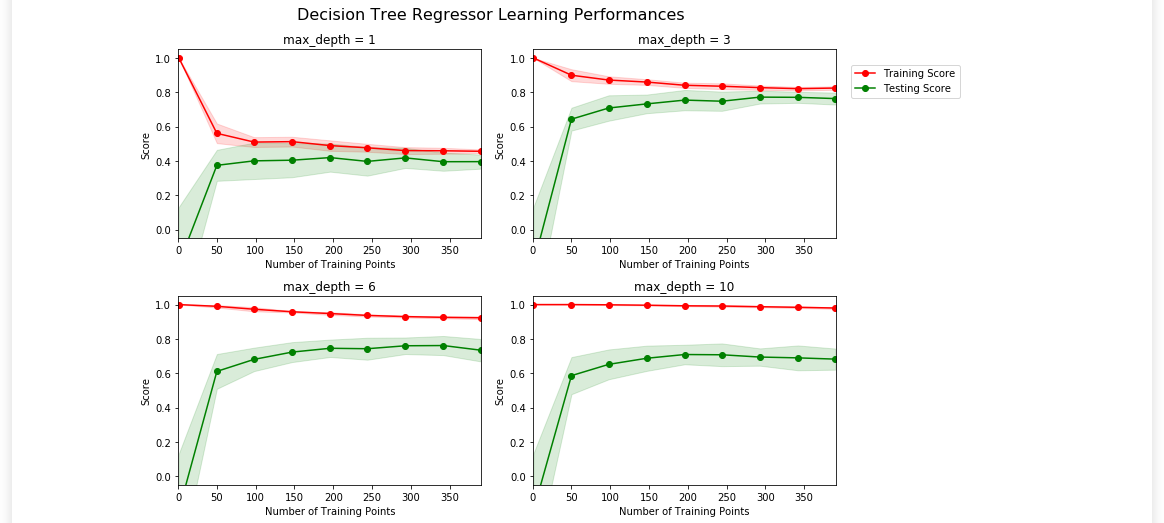 Decision Tree Regressor Learning Performances
max_depth = 1
1.0
0.8
0.6
0.4
0.2
0.0
Score
0 50 100 150 200 250 300 350
Number of Training Points
max_depth = 3
1.0
0.8
0.6
0.4
0.2
0.0
Score
0 50 100 150 200 250 300 350
Number of Training Points
Training Score
Testing Score
max_depth = 6
1.0
0.8
0.6
0.4
0.2
0.0
Score
0 50 100 150 200 250 300 350
Number of Training Points
max_depth = 10
1.0
0.8
0.6
0.4
0.2
0.0
Score
0 50 100 150 200 250 300 350
Number of Training Points